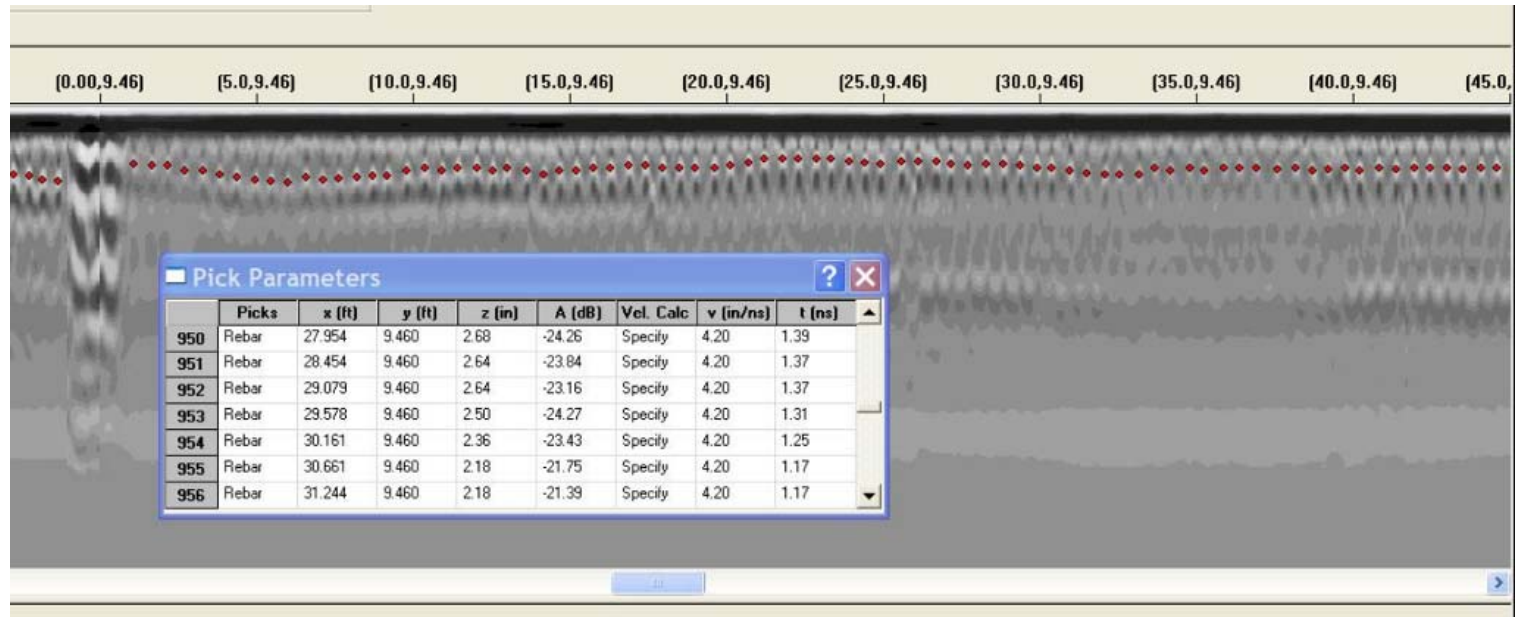 (0.00,9.46) (5.0,9.46) (10.0,9.46) (15.0,9.46) (20.0,9.46) (25.0,9.46) (30.0,9.46) (35.0,9.46) (40.0,9.46) (45.0,
Pick Parameters
Picks x (ft) y (ft) z (in) A (dB) Vel. Calc v (in/ns) t (ns)
950 Rebar 27.954 9.460 2.68 -24.26 Specify 4.20 1.39
951 Rebar 28.454 9.460 2.64 -23.84 Specify 4.20 1.37
952 Rebar 29.079 9.460 2.64 -23.16 Specify 4.20 1.37
953 Rebar 29.578 9.460 2.50 -24.27 Specify 4.20 1.31
954 Rebar 30.161 9.460 2.36 -23.43 Specify 4.20 1.25
955 Rebar 30.661 9.460 2.18 -21.75 Specify 4.20 1.17
956 Rebar 31.244 9.460 2.18 -21.39 Specify 4.20 1.17